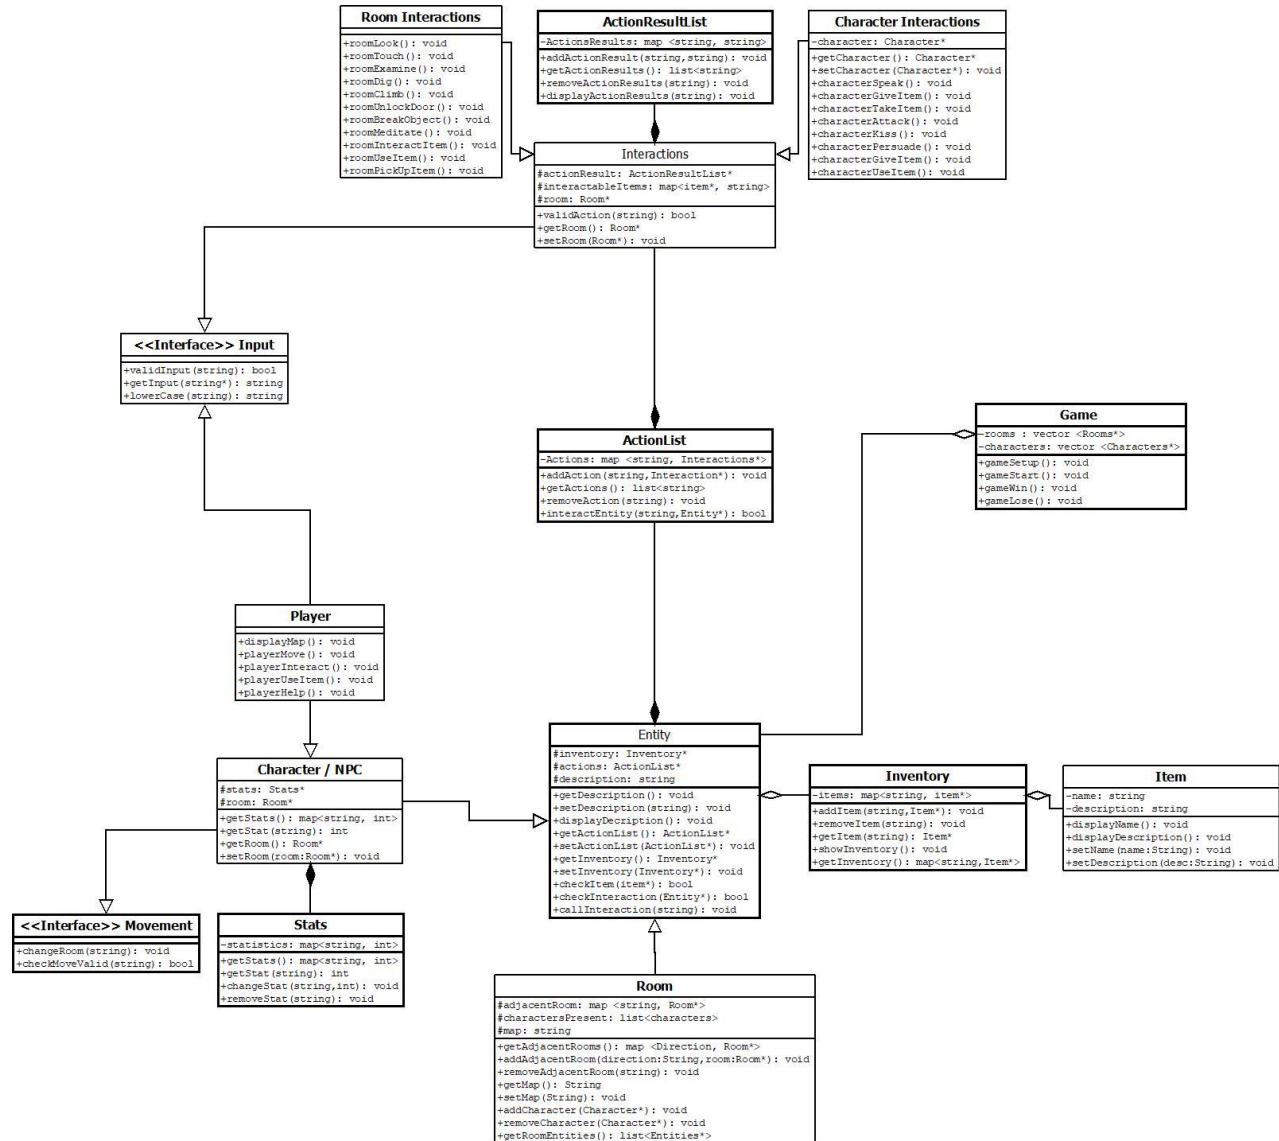 Room Interactions
+roomLook(): void
+roomTouch(): void
+roomExamine(): void
+roomDig(): void
+roomClimb(): void
+roomUnlockDoor(): void
+roomBreakObject(): void
+roomMeditate(): void
+roomInteractItem(): void
+roomUseItem(): void
+roomPickUpItem(): void
ActionResultList
-ActionsResults: map <string, string>
+addActionResult(string,string): void
+getActionResults(): list<string>
+removeActionResults(string): void
+displayActionResults(string): void
Character Interactions
-character: Character*
+getCharacter(): Character*
+setCharacter(Character*): void
+characterSpeak(): void
+characterGiveItem(): void
+characterTakeItem(): void
+characterAttack(): void
+characterKiss(): void
+characterPersuade(): void
+characterGiveItem(): void
+characterUseItem(): void
Interactions
#actionResult: ActionResultList*
#interactableItems: map<item*, string>
#room: Room*
+validAction(string): bool
+getRoom(): Room*
+setRoom(Room*): void
<<Interface>> Input
+validInput(string): bool
+getInput(string*): string
+lowerCase(string): string
ActionList
-Actions: map <string, Interactions*>
+addAction(string,Interaction*): void
+getActions(): list<string>
+removeAction(string): void
+interactEntity(string,Entity*): bool
Game
-rooms : vector <Rooms*>
-characters: vector <Characters*>
+gameSetup(): void
+gameStart(): void
+gameWin(): void
+gameLose(): void
Player
+displayMap(): void
+playerMove(): void
+playerInteract(): void
+playerUseItem(): void
+playerHelp(): void
Character / NPC
#stats: Stats*
#room: Room*
+getStats(): map<string, int>
+getStat(string): int
+getRoom(): Room*
+setRoom(room:Room*): void
Entity
#inventory: Inventory*
#actions: ActionList*
#description: string
+getDescription(): void
+setDescription(string): void
+displayDecription(): void
+getActionList(): ActionList*
+setActionList(ActionList*): void
+getInventory(): Inventory*
+setInventory(Inventory*): void
+checkItem(item*): bool
+checkInteraction(Entity*): bool
+callInteraction(string): void
Inventory
-items: map<string, item*>
+addItem(string,Item*): void
+removeItem(string): void
+getItem(string): Item*
+showInventory(): void
+getInventory(): map<string,Item*>
Item
-name: string
-description: string
+displayName(): void
+displayDescription(): void
+setName(name:String): void
+setDescription(desc:String): void
<<Interface>> Movement
+changeRoom(string): void
+checkMoveValid(string): bool
Stats
-statistics: map<string, int>
+getStats(): map<string, int>
+getStat(string): int
+changeStat(string,int): void
+removeStat(string): void
Room
#adjacentRoom: map <string, Room*>
#charactersPresent: list<characters>
#map: string
+getAdjacentRooms(): map <Direction, Room*>
+addAdjacentRoom(direction:String,room:Room*): void
+removeAdjacentRoom(string): void
+getMap(): String
+setMap(String): void
+addCharacter(Character*): void
+removeCharacter(Character*): void
+getRoomEntities(): list<Entities*>